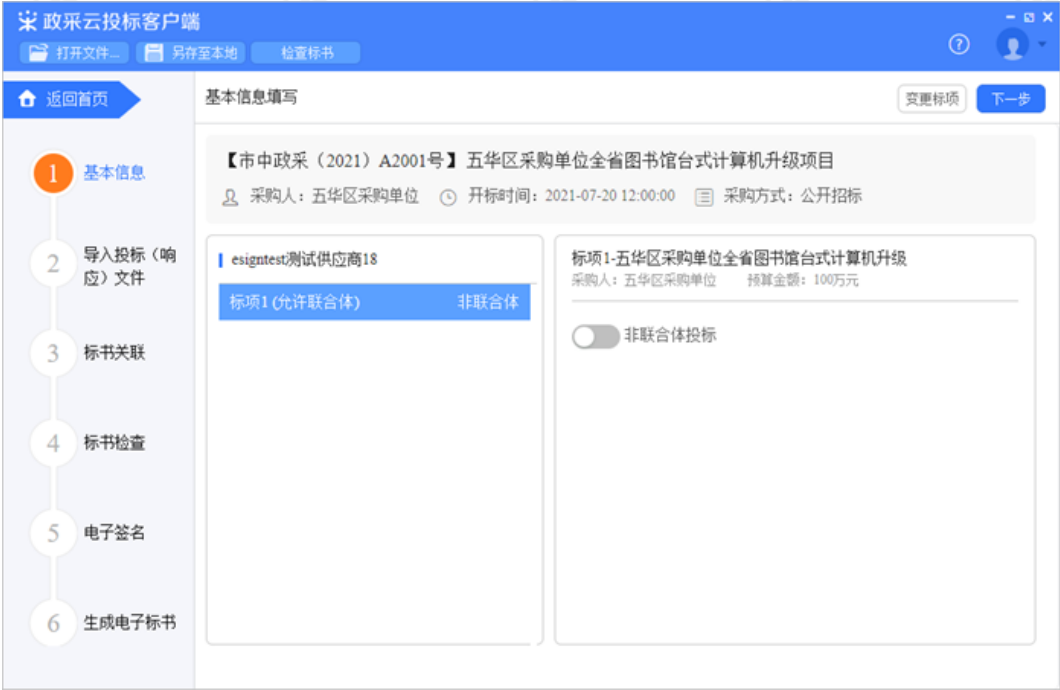 政采云投标客户端
打开文件... 另存至本地 检查标书
返回首页
基本信息填写 变更标项 下一步
1 基本信息
2 导入投标（响
应）文件
3 标书关联
4 标书检查
5 电子签名
6 生成电子标书
【市中政采（2021）A2001号】五华区采购单位全省图书馆台式计算机升级项目
采购人：五华区采购单位 开标时间：2021-07-20 12:00:00 采购方式：公开招标
esigntest测试供应商18
标项1 (允许联合体) 非联合体
标项1-五华区采购单位全省图书馆台式计算机升级
采购人：五华区采购单位 预算金额：100万元
非联合体投标